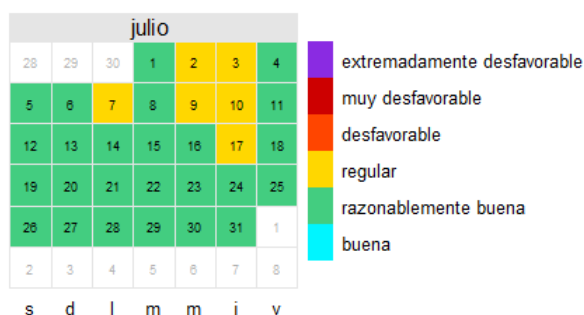 julio
28 29 30 1 2 3 4
5 6 7 8 9 10 11
12 13 14 15 16 17 18
19 20 21 22 23 24 25
26 27 28 29 30 31 1
2 3 4 5 6 7 8
s d l m m j v
extremadamente desfavorable
muy desfavorable
desfavorable
regular
razonablemente buena
buena